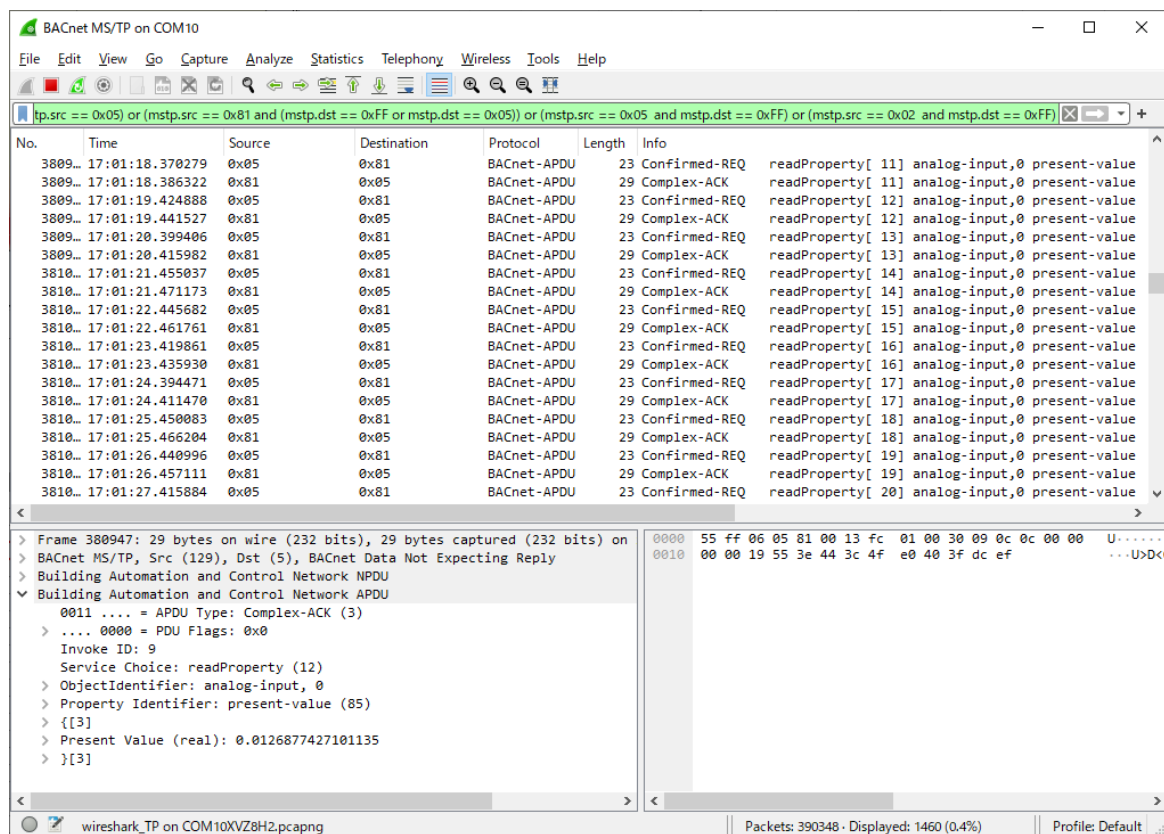 BACnet MS/TP on COM10
File Edit View Go Capture Analyze Statistics Telephony Wireless Tools Help
tp.src == 0x05) or (mstp.src == 0x81 and (mstp.dst == 0xFF or mstp.dst == 0x05)) or (mstp.src == 0x05 and mstp.dst == 0xFF) or (mstp.src == 0x02 and mstp.dst == 0xFF)
No. Time Source Destination Protocol Length Info
3809… 17:01:18.370279 0x05 0x81 BACnet-APDU 23 Confirmed-REQ readProperty[ 11] analog-input,0 present-value
3809… 17:01:18.386322 0x81 0x05 BACnet-APDU 29 Complex-ACK readProperty[ 11] analog-input,0 present-value
3809… 17:01:19.424888 0x05 0x81 BACnet-APDU 23 Confirmed-REQ readProperty[ 12] analog-input,0 present-value
3809… 17:01:19.441527 0x81 0x05 BACnet-APDU 29 Complex-ACK readProperty[ 12] analog-input,0 present-value
3809… 17:01:20.399406 0x05 0x81 BACnet-APDU 23 Confirmed-REQ readProperty[ 13] analog-input,0 present-value
3809… 17:01:20.415982 0x81 0x05 BACnet-APDU 29 Complex-ACK readProperty[ 13] analog-input,0 present-value
3810… 17:01:21.455037 0x05 0x81 BACnet-APDU 23 Confirmed-REQ readProperty[ 14] analog-input,0 present-value
3810… 17:01:21.471173 0x81 0x05 BACnet-APDU 29 Complex-ACK readProperty[ 14] analog-input,0 present-value
3810… 17:01:22.445682 0x05 0x81 BACnet-APDU 23 Confirmed-REQ readProperty[ 15] analog-input,0 present-value
3810… 17:01:22.461761 0x81 0x05 BACnet-APDU 29 Complex-ACK readProperty[ 15] analog-input,0 present-value
3810… 17:01:23.419861 0x05 0x81 BACnet-APDU 23 Confirmed-REQ readProperty[ 16] analog-input,0 present-value
3810… 17:01:23.435930 0x81 0x05 BACnet-APDU 29 Complex-ACK readProperty[ 16] analog-input,0 present-value
3810… 17:01:24.394471 0x05 0x81 BACnet-APDU 23 Confirmed-REQ readProperty[ 17] analog-input,0 present-value
3810… 17:01:24.411470 0x81 0x05 BACnet-APDU 29 Complex-ACK readProperty[ 17] analog-input,0 present-value
3810… 17:01:25.450083 0x05 0x81 BACnet-APDU 23 Confirmed-REQ readProperty[ 18] analog-input,0 present-value
3810… 17:01:25.466204 0x81 0x05 BACnet-APDU 29 Complex-ACK readProperty[ 18] analog-input,0 present-value
3810… 17:01:26.440996 0x05 0x81 BACnet-APDU 23 Confirmed-REQ readProperty[ 19] analog-input,0 present-value
3810… 17:01:26.457111 0x81 0x05 BACnet-APDU 29 Complex-ACK readProperty[ 19] analog-input,0 present-value
3810… 17:01:27.415884 0x05 0x81 BACnet-APDU 23 Confirmed-REQ readProperty[ 20] analog-input,0 present-value
Frame 380947: 29 bytes on wire (232 bits), 29 bytes captured (232 bits) on
BACnet MS/TP, Src (129), Dst (5), BACnet Data Not Expecting Reply
Building Automation and Control Network NPDU
Building Automation and Control Network APDU
0011 .... = APDU Type: Complex-ACK (3)
.... 0000 = PDU Flags: 0x0
Invoke ID: 9
Service Choice: readProperty (12)
ObjectIdentifier: analog-input, 0
Property Identifier: present-value (85)
{[3]
Present Value (real): 0.0126877427101135
}[3]
0000 55 ff 06 05 81 00 13 fc 01 00 30 09 0c 0c 00 00 U······
0010 00 00 19 55 3e 44 3c 4f e0 40 3f dc ef ···U>D<
wireshark_TP on COM10XVZ8H2.pcapng
Packets: 390348 · Displayed: 1460 (0.4%)
Profile: Default